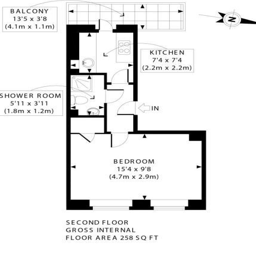 BALCONY
13'5 x 3'8
(4.1m x 1.1m)
N
KITCHEN
7'4 x 7'4
(2.2m x 2.2m)
SHOWER ROOM
5'11 x 3'11
(1.8m x 1.2m)
IN
BEDROOM
15'4 x 9'8
(4.7m x 2.9m)
SECOND FLOOR
GROSS INTERNAL
FLOOR AREA 258 SQ FT